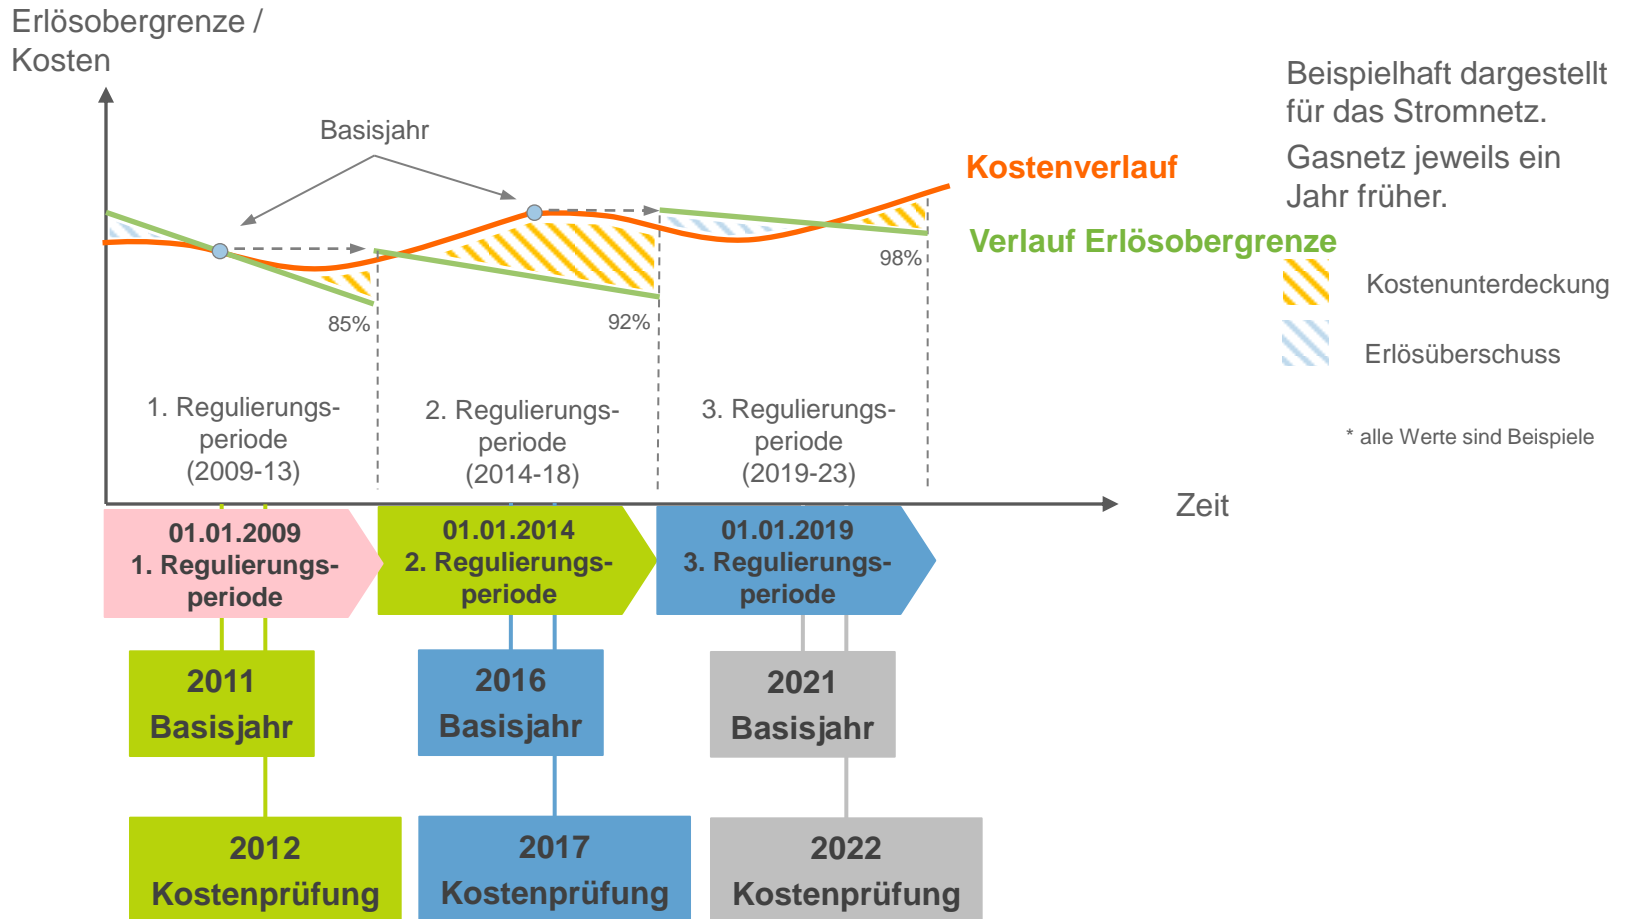 Erlösobergrenze /
Kosten
Basisjahr
Kostenverlauf
Verlauf Erlösobergrenze
85%
92%
98%
1. Regulierungs-
periode
(2009-13)
2. Regulierungs-
periode
(2014-18)
3. Regulierungs-
periode
(2019-23)
Zeit
Beispielhaft dargestellt
für das Stromnetz.
Gasnetz jeweils ein
Jahr früher.
Kostenunterdeckung
Erlösüberschuss
* alle Werte sind Beispiele
01.01.2009
1. Regulierungs-
periode
01.01.2014
2. Regulierungs-
periode
01.01.2019
3. Regulierungs-
periode
2011
Basisjahr
2016
Basisjahr
2021
Basisjahr
2012
Kostenprüfung
2017
Kostenprüfung
2022
Kostenprüfung